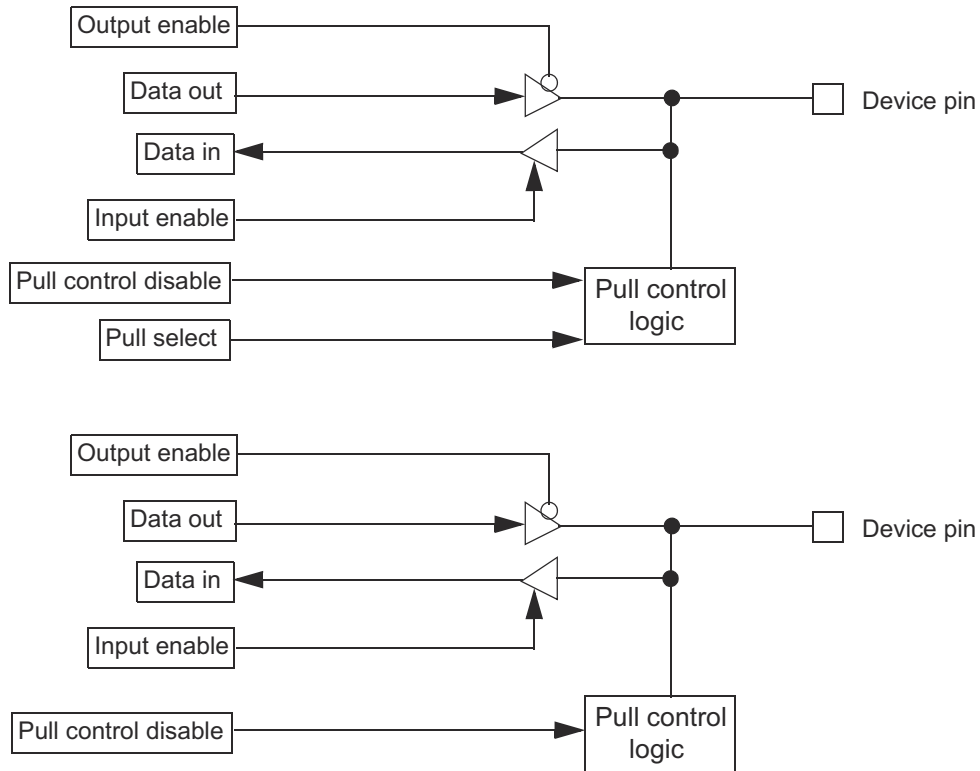 Output enable
Data out
Device pin
Data in
Input enable
Pull control disable
Pull control
logic
Pull select
Output enable
Data out
Device pin
Data in
Input enable
Pull control disable
Pull control
logic